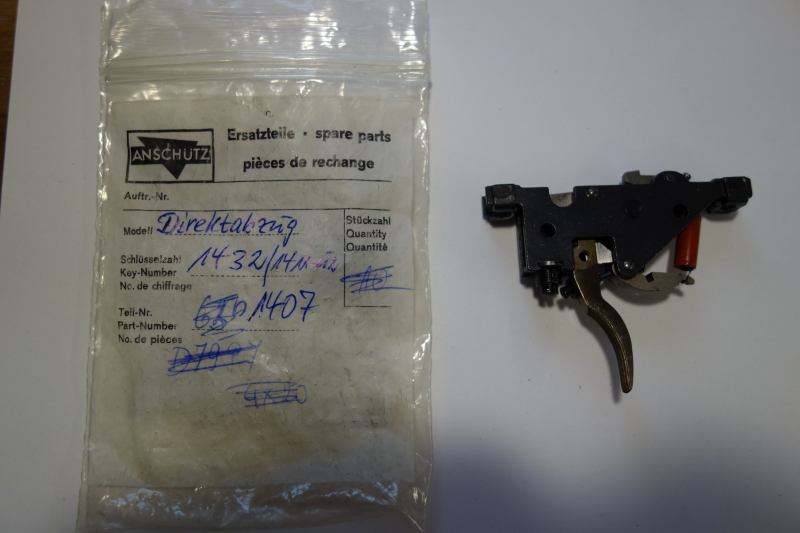 ANSCHÜTZ
Ersatzteile · spare parts
pièces de rechange
Auftr.-Nr.
Modell Direktabzug
Stückzahl
Quantity
Quantité
Schlüsselzahl
Key-Number 1432/1411-
No. de chiffrage
Teil-Nr.
Part-Number 1407
No. de pièces